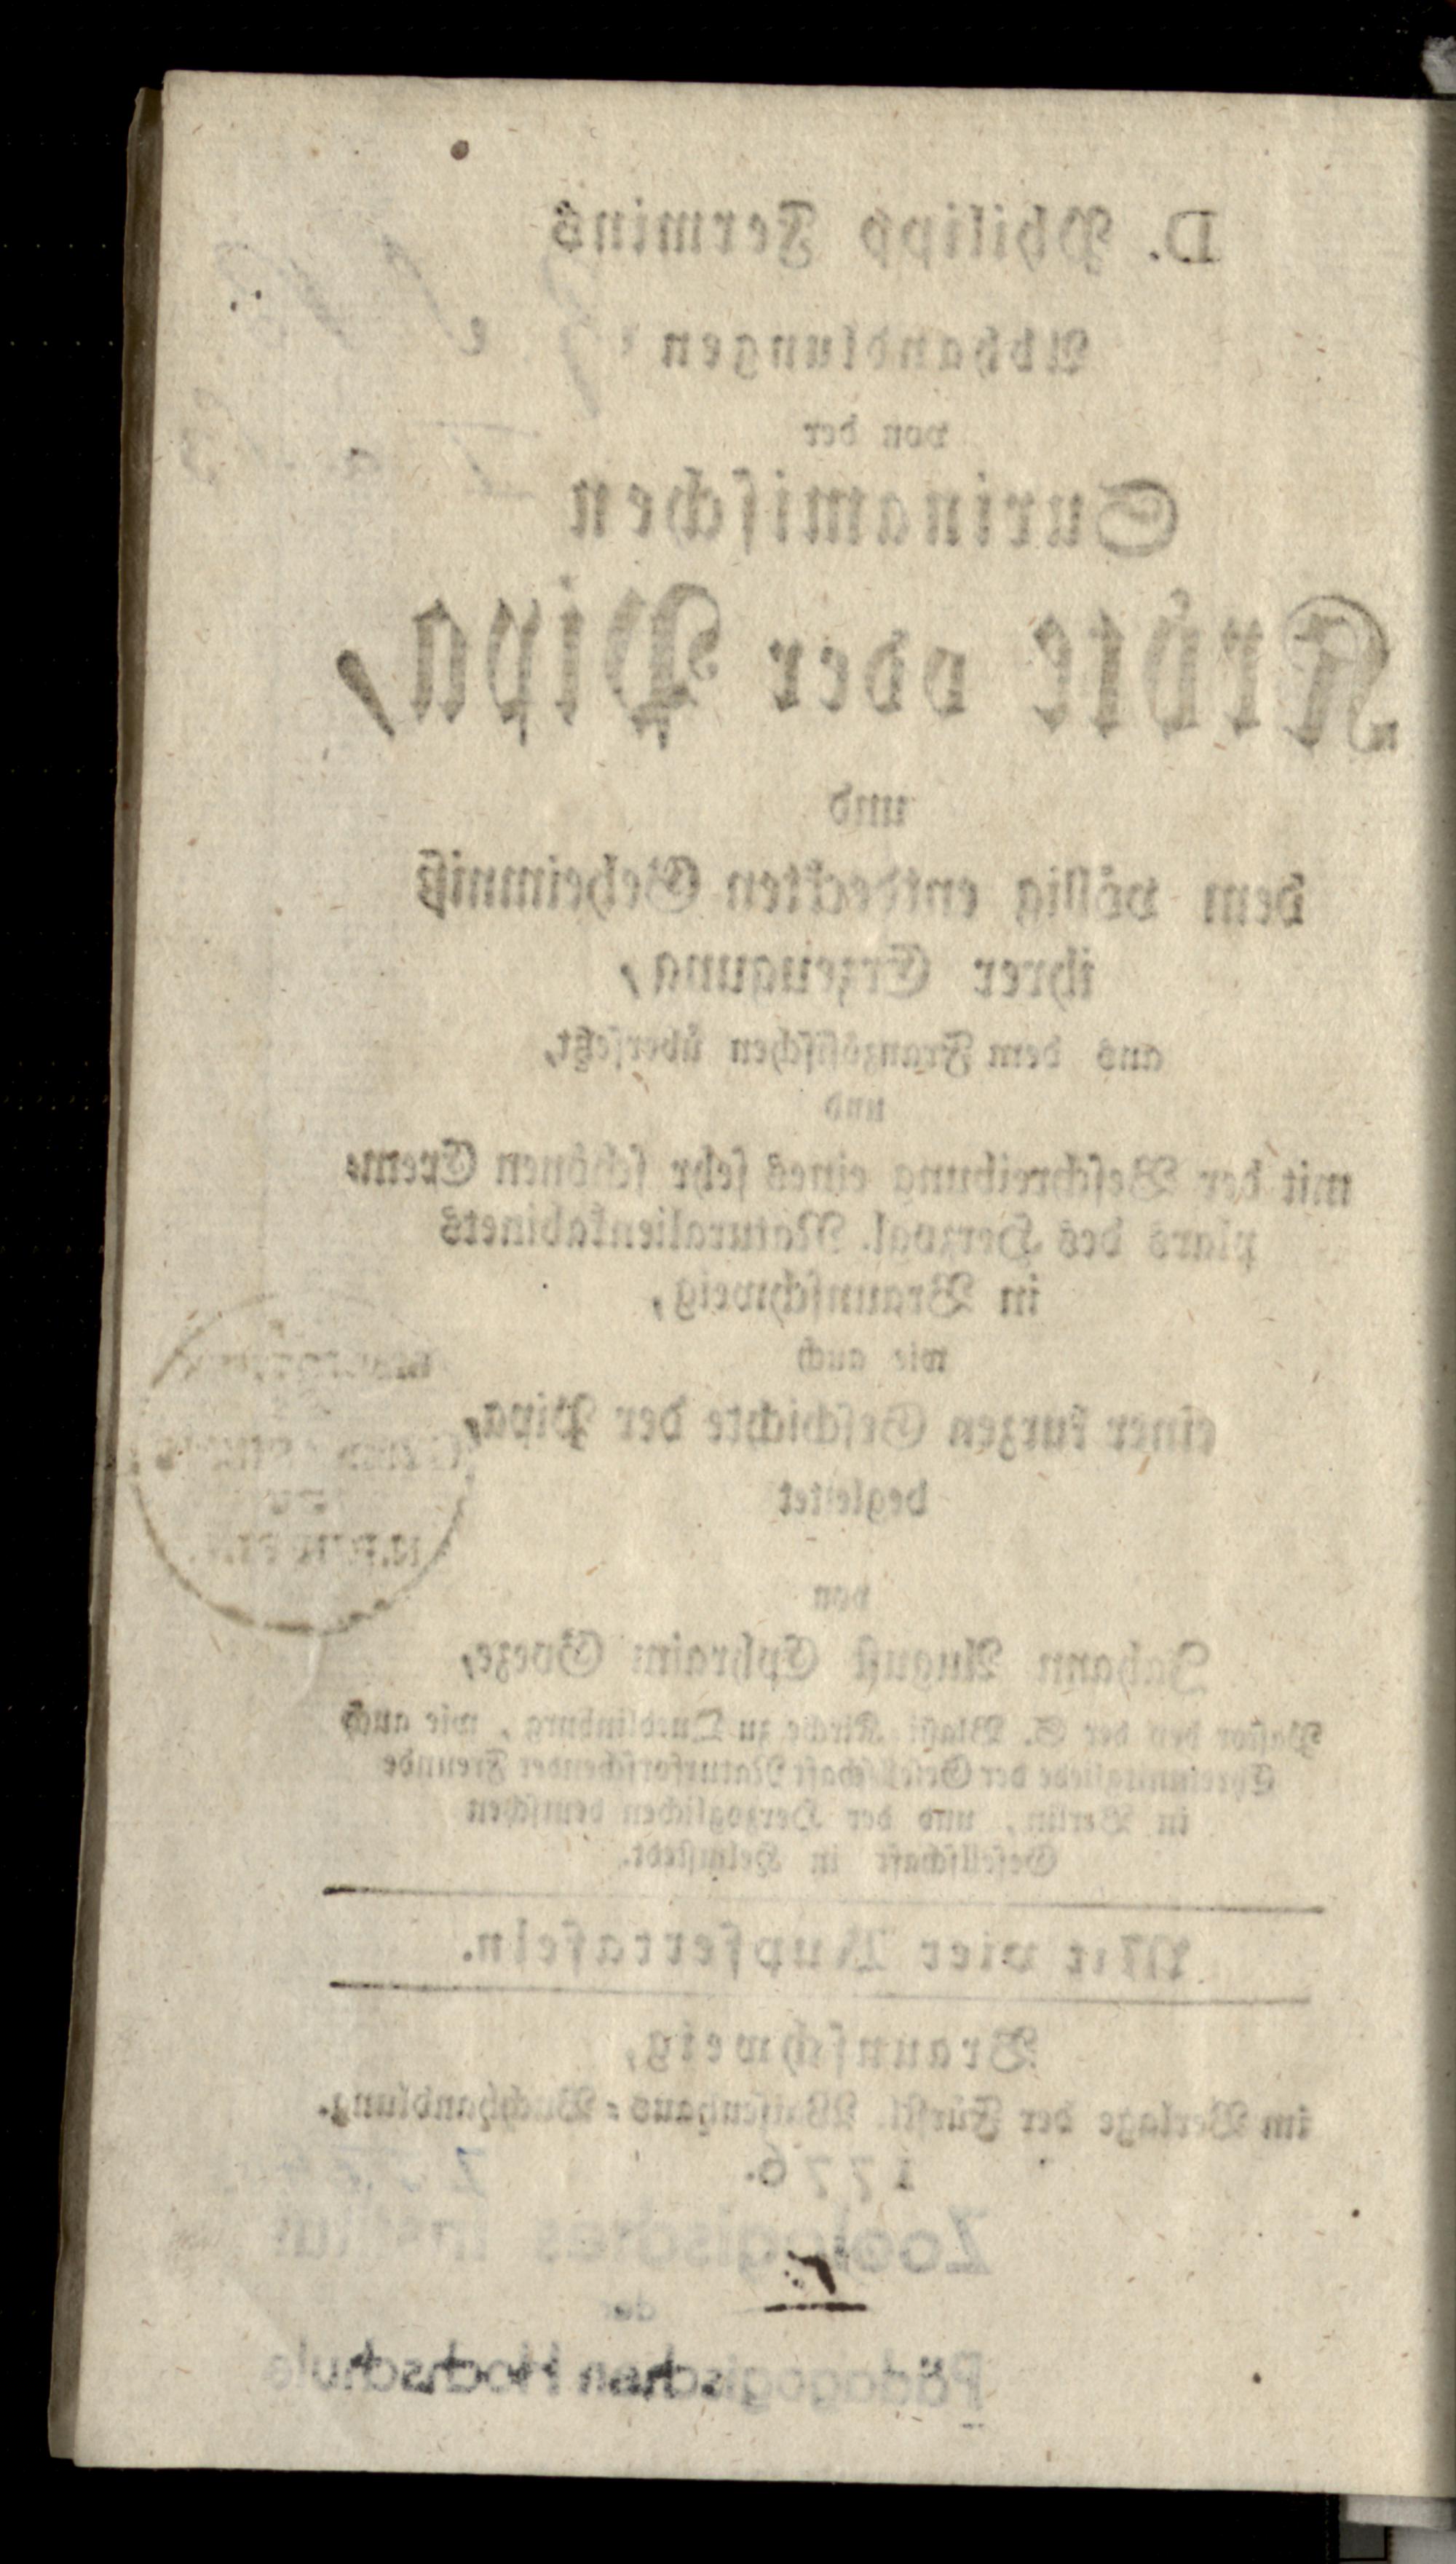 D. Philipp Fermins
Abhandlungen
von der
Surinamischen
Kröte oder Pipa,
und
dem völlig entdeckten Geheimniß
ihrer Erzeugung,
aus dem Französischen übersetzt,
und
mit der Beschreibung eines sehr schönen Exem-
plars des Herzogl. Naturalienkabinets
in Braunschweig,
wie auch
einer kurzen Geschichte der Pipa,
begleitet
von
Johann August Ephraim Goeze,
Pastor bey der S. Blasii Kirche zu Quedlinburg, wie auch
Ehrenmitgliede der Gesellschaft Naturforschender Freunde
in Berlin, und der Herzoglichen deutschen
Gesellschaft in Helmstedt.
Mit vier Kupfertafeln.
Braunschweig,
im Verlage der Fürstl. Waisenhaus-Buchhandlung.
1776.
Zoologisches Institut
der
Pädagogischen Hochschule